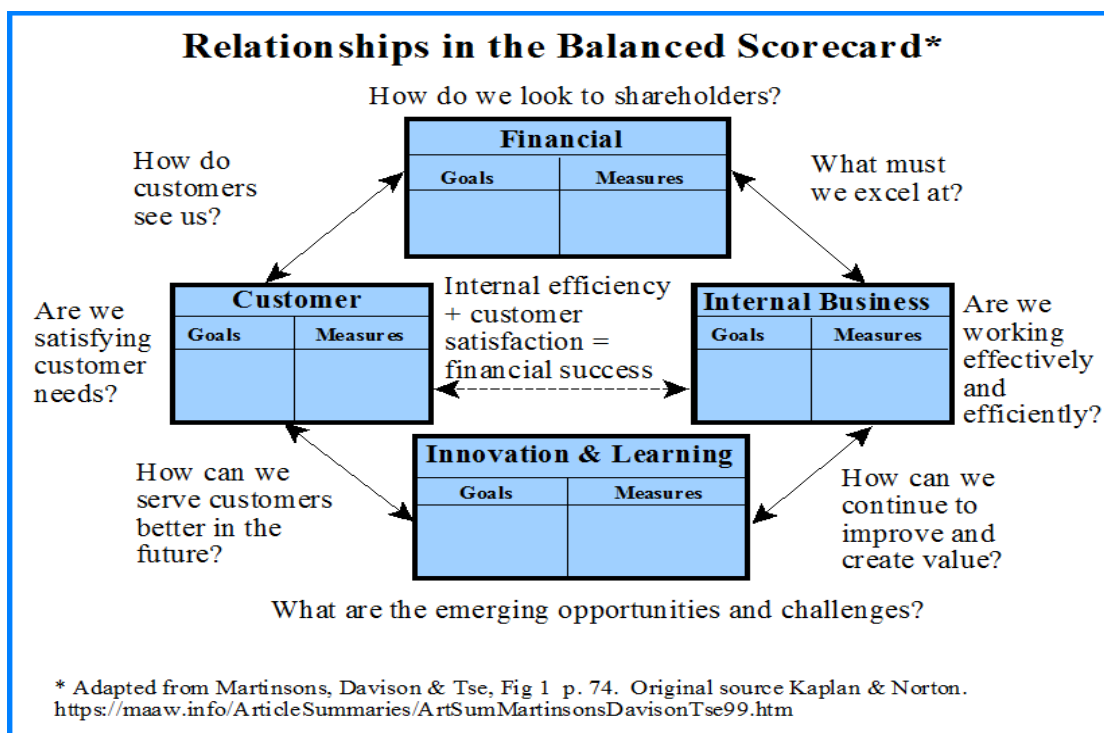 Relationships in the Balanced Scorecard*
How do we look to shareholders?
Financial
Goals Measures
How do
customers
see us?
What must
we excel at?
Customer
Goals Measures
Internal efficiency
+ customer
satisfaction =
financial success
Internal Business
Goals Measures
Are we
satisfying
customer
needs?
Are we
working
effectively
and
efficiently?
Innovation & Learning
Goals Measures
How can we
serve customers
better in the
future?
How can we
continue to
improve and
create value?
What are the emerging opportunities and challenges?
* Adapted from Martinsons, Davison & Tse, Fig 1 p. 74. Original source Kaplan & Norton.
https://maaw.info/ArticleSummaries/ArtSumMartinsonsDavisonTse99.htm